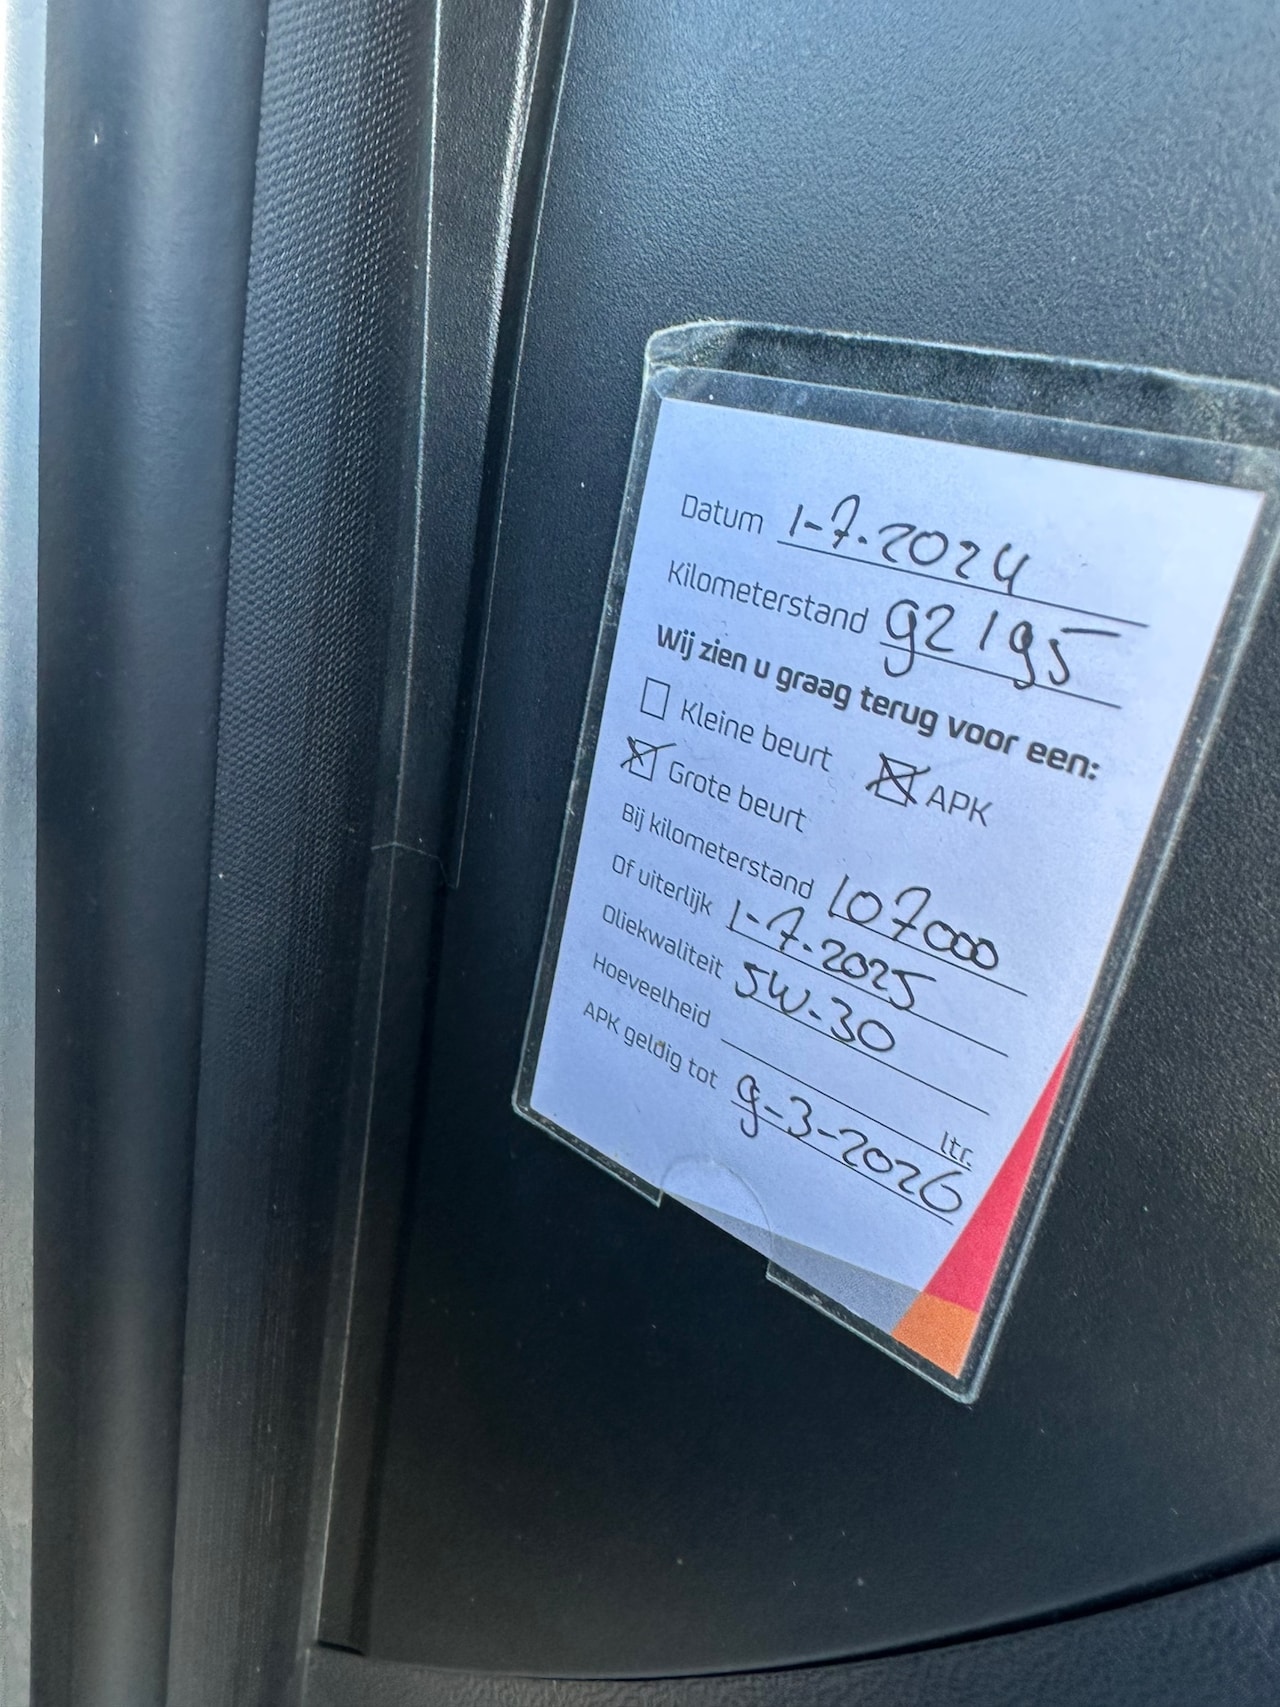 Datum 1-7-2024
Kilometerstand 92195
Wij zien u graag terug voor een:
Kleine beurt
Grote beurt APK
Bij kilometerstand 107000
Of uiterlijk 1-7-2025
Oliekwaliteit 5W-30
Hoeveelheid ltr.
APK geldig tot 9-3-2026